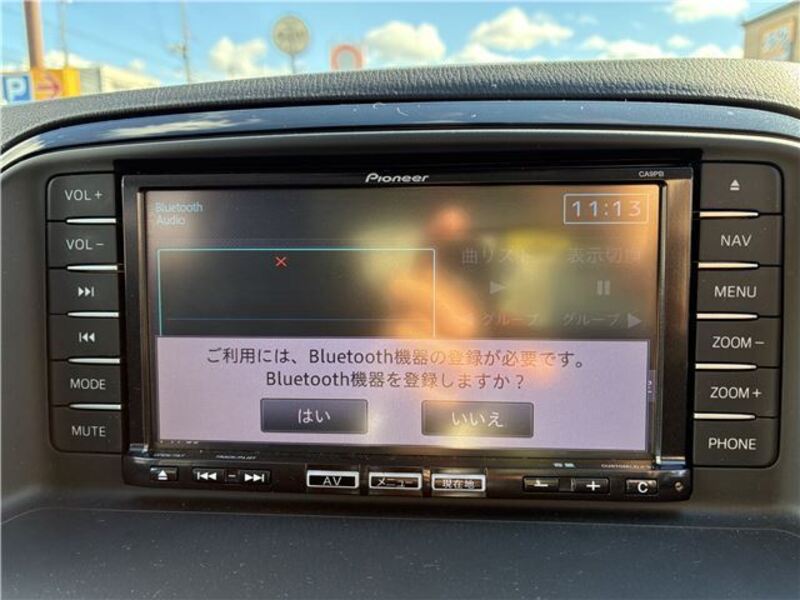 P
Pioneer
CA9PB
Bluetooth
Audio
11:13
曲リスト
表示切替
グループ
グループ
ご利用には、Bluetooth機器の登録が必要です。
Bluetooth機器を登録しますか？
はい
いいえ
VOL +
VOL −
MODE
MUTE
NAV
MENU
ZOOM −
ZOOM +
PHONE
AV
メニュー
現在地
C